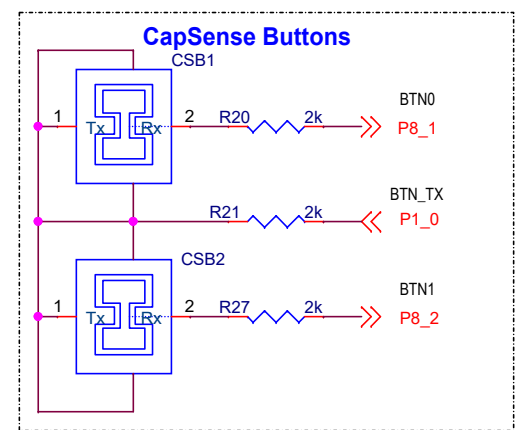 CapSense Buttons
CSB1
1 Tx Rx 2 R20 2k BTN0
P8_1
R21 2k BTN_TX
P1_0
CSB2
1 Tx Rx 2 R27 2k BTN1
P8_2